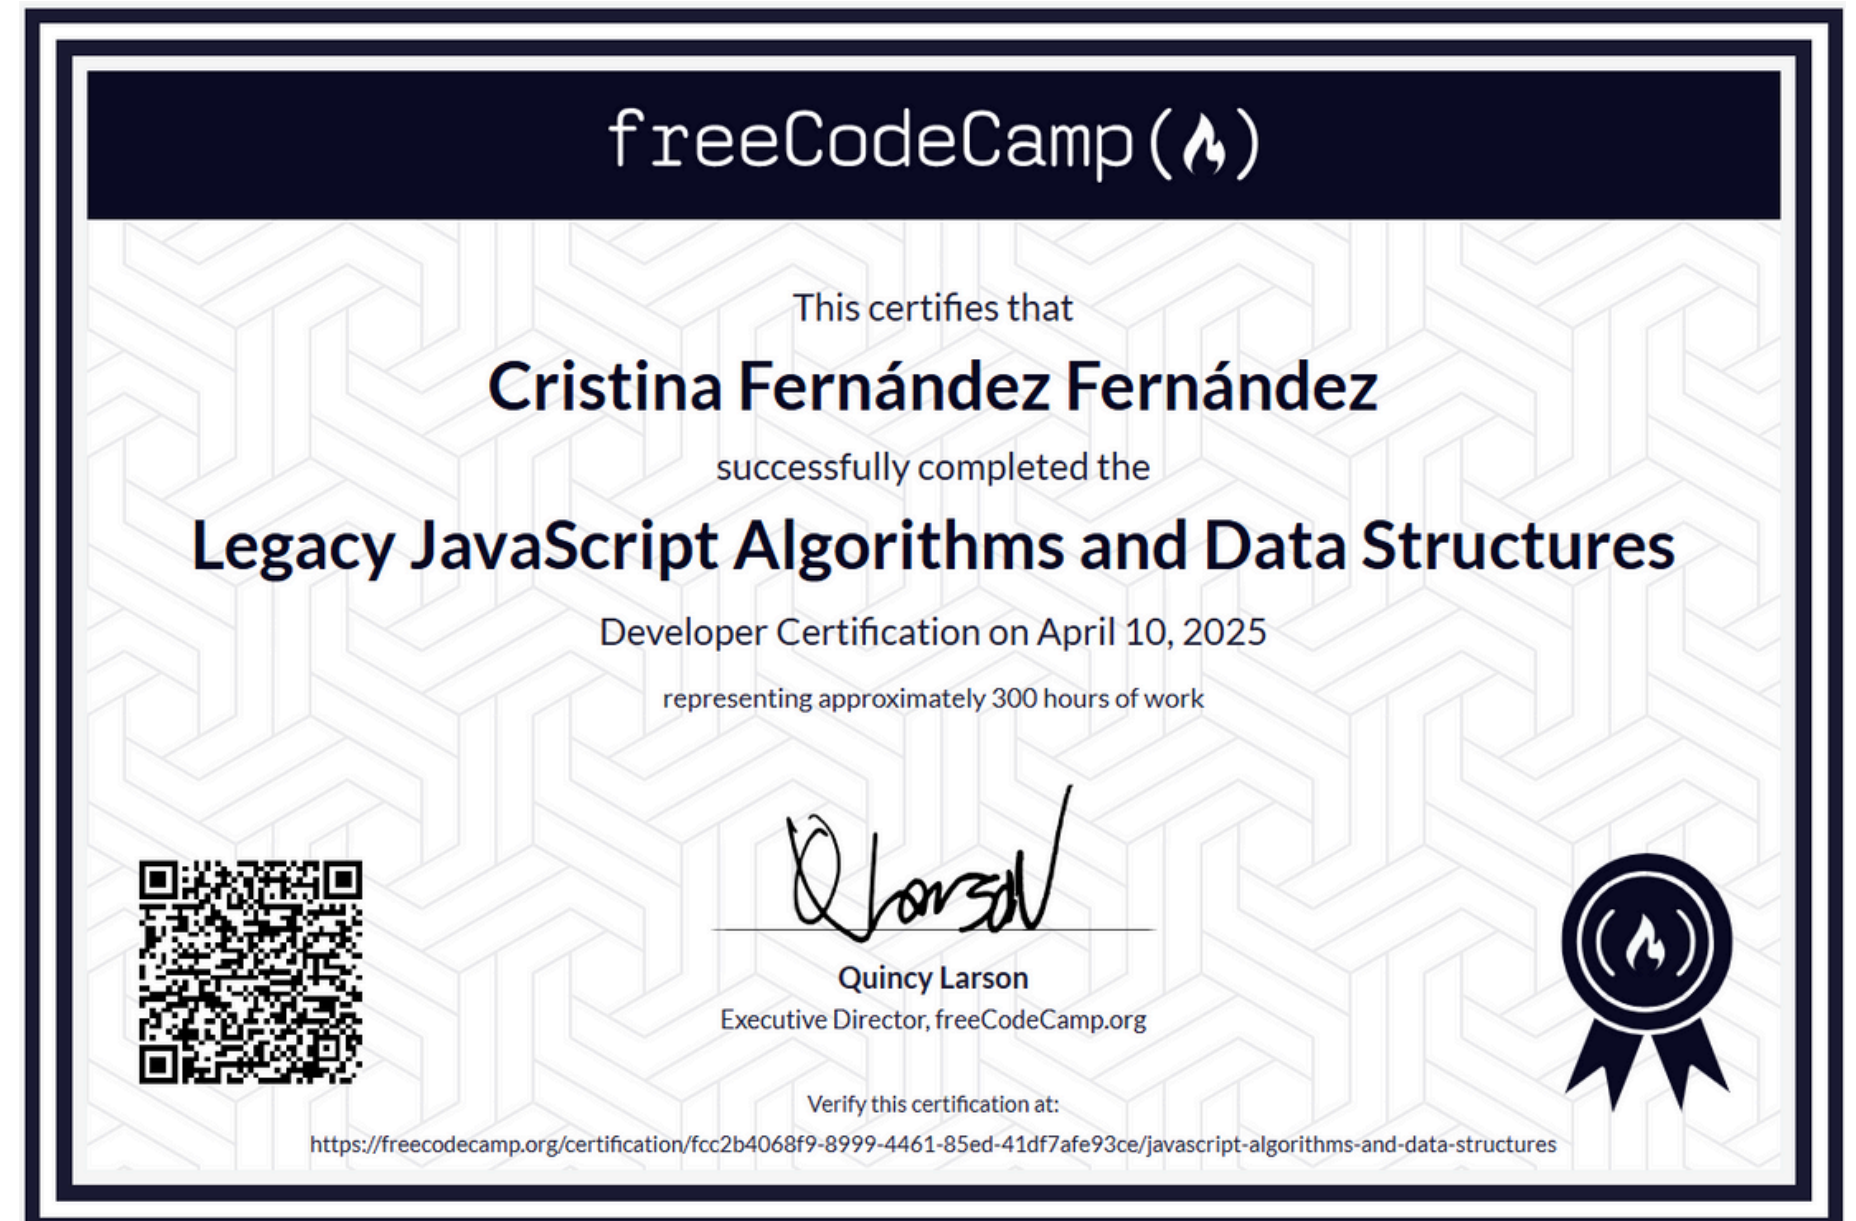 freeCodeCamp(🔥)
This certifies that
Cristina Fernández Fernández
successfully completed the
Legacy JavaScript Algorithms and Data Structures
Developer Certification on April 10, 2025
representing approximately 300 hours of work
Q Larson
Quincy Larson
Executive Director, freeCodeCamp.org
Verify this certification at:
https://freecodecamp.org/certification/fcc2b4068f9-8999-4461-85ed-41df7afe93ce/javascript-algorithms-and-data-structures